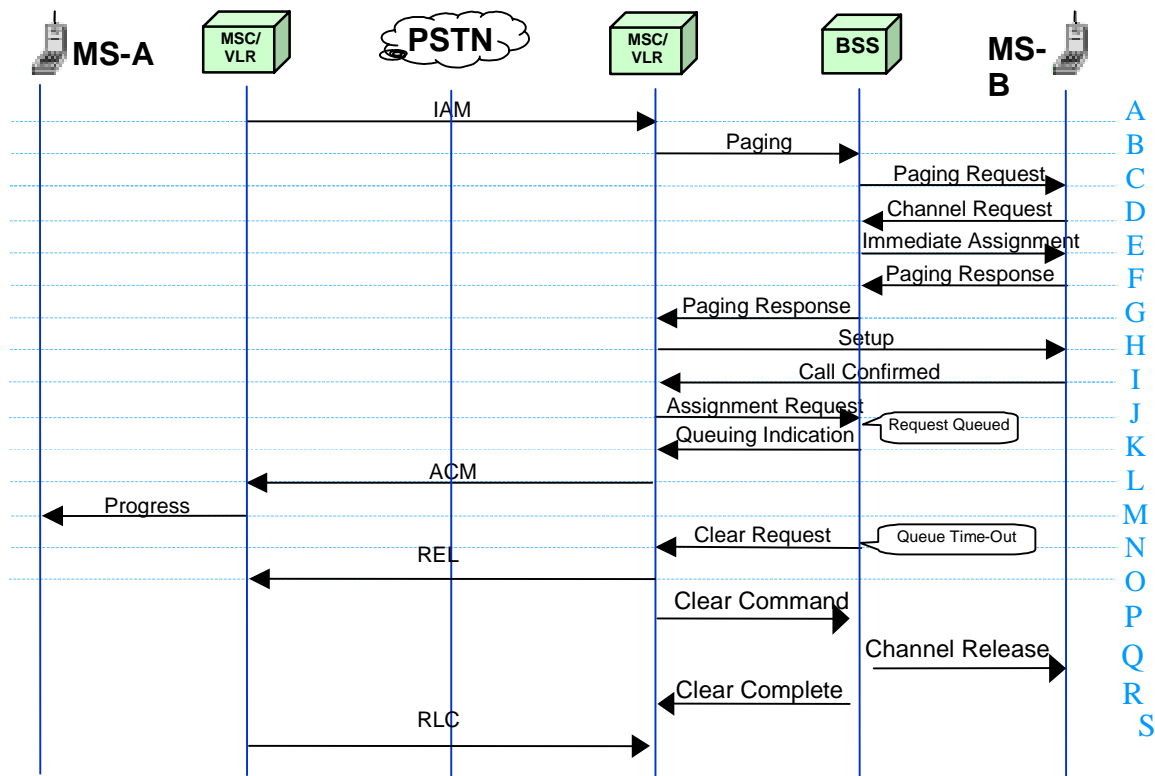 MS-A
MSC/
VLR
PSTN
MSC/
VLR
BSS
MS-
B
IAM
A
Paging
B
Paging Request
C
Channel Request
D
Immediate Assignment
E
Paging Response
F
Paging Response
G
Setup
H
Call Confirmed
I
Assignment Request
J
Request Queued
Queuing Indication
K
ACM
L
Progress
M
Clear Request
Queue Time-Out
N
REL
O
Clear Command
P
Channel Release
Q
Clear Complete
R
RLC
S